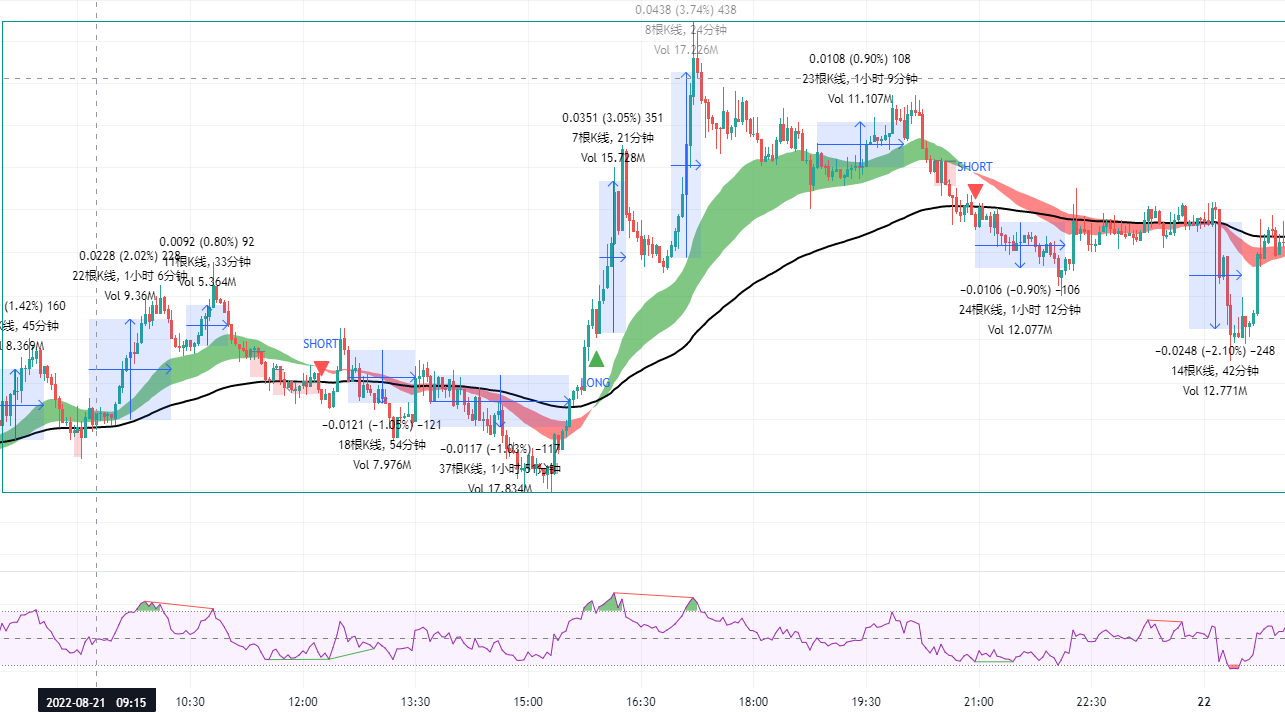 0.0438 (3.74%) 438
8根K线, 24分钟
Vol 17.226M
0.0108 (0.90%) 108
23根K线, 1小时 9分钟
Vol 11.107M
0.0351 (3.05%) 351
7根K线, 21分钟
Vol 15.728M
SHORT
0.0092 (0.80%) 92
11根K线, 33分钟
Vol 5.364M
0.0228 (2.02%) 228
22根K线, 1小时 6分钟
Vol 9.36M
(1.42%) 160
K线, 45分钟
8.369M
SHORT
LONG
−0.0106 (−0.90%) −106
24根K线, 1小时 12分钟
Vol 12.077M
−0.0248 (−2.10%) −248
14根K线, 42分钟
Vol 12.771M
−0.0121 (−1.05%) −121
18根K线, 54分钟
Vol 7.976M
−0.0117 (−1.03%) −117
37根K线, 1小时 51分钟
Vol 17.834M
2022-08-21 09:15
10:30
12:00
13:30
15:00
16:30
18:00
19:30
21:00
22:30
22